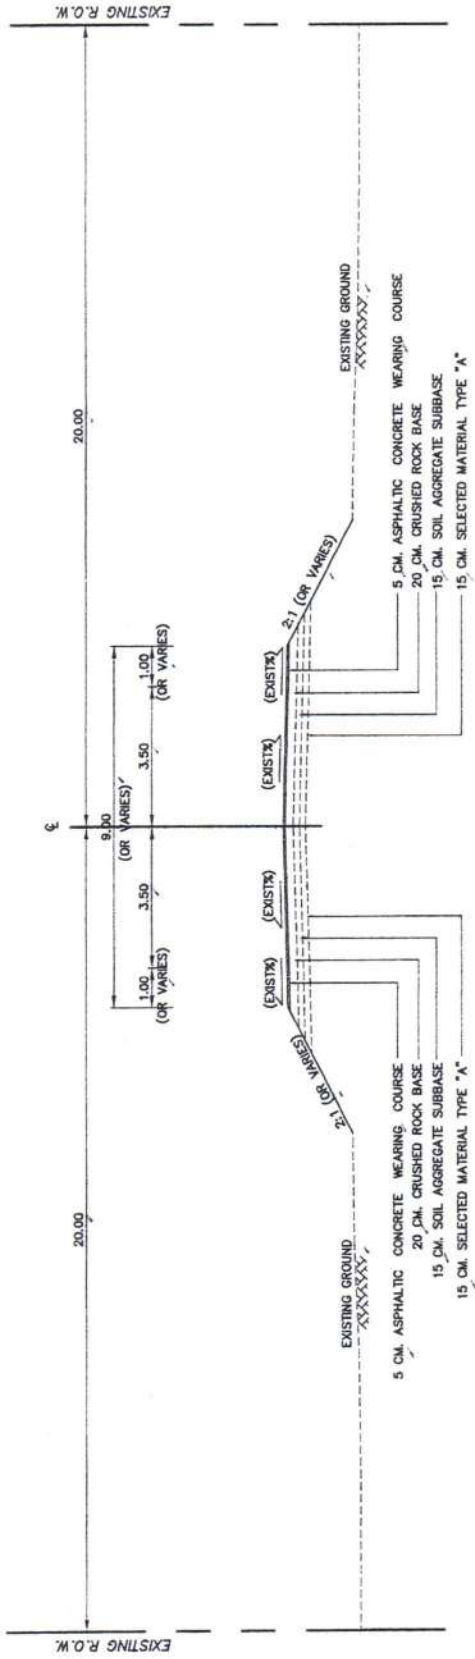 EXISTING R.O.W.
EXISTING R.O.W.
20.00
20.00
℄
9.00
(OR VARIES)
1.00
(OR VARIES)
3.50
3.50
1.00
(OR VARIES)
(EXIST%)
(EXIST%)
(EXIST%)
(EXIST%)
2:1 (OR VARIES)
2:1 (OR VARIES)
EXISTING GROUND
EXISTING GROUND
5 CM. ASPHALTIC CONCRETE WEARING COURSE
20 CM. CRUSHED ROCK BASE
15 CM. SOIL AGGREGATE SUBBASE
15 CM. SELECTED MATERIAL TYPE "A"
5 CM. ASPHALTIC CONCRETE WEARING COURSE
20 CM. CRUSHED ROCK BASE
15 CM. SOIL AGGREGATE SUBBASE
15 CM. SELECTED MATERIAL TYPE "A"